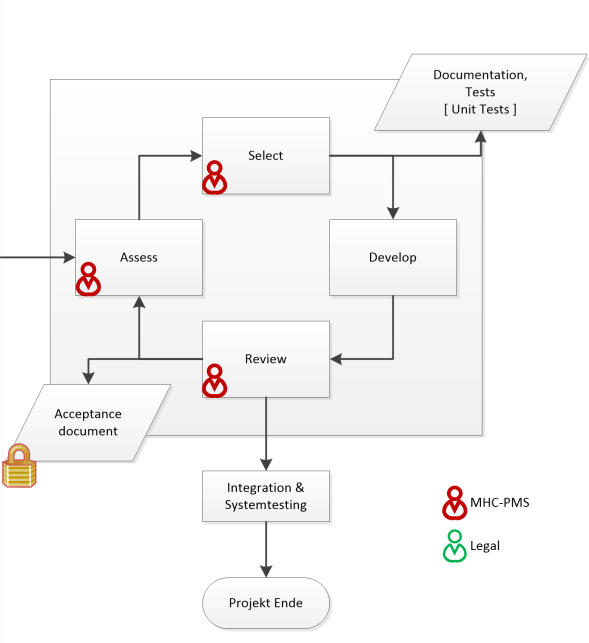 Documentation,
Tests
[ Unit Tests ]
Select
Assess
Develop
Review
Acceptance
document
Integration &
Systemtesting
MHC-PMS
Legal
Projekt Ende